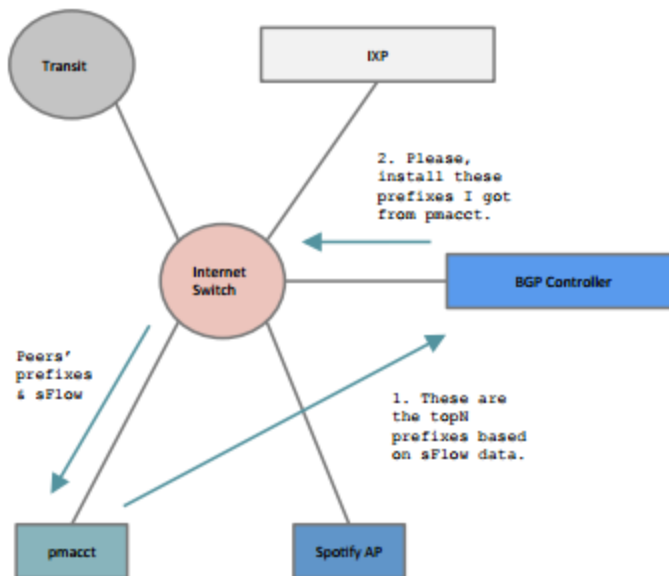 Transit
IXP
2. Please,
install these
prefixes I got
from pmacct.
Internet
Switch
BGP Controller
Peers’
prefixes
& sFlow
1. These are
the topN
prefixes based
on sFlow data.
pmacct
Spotify AP